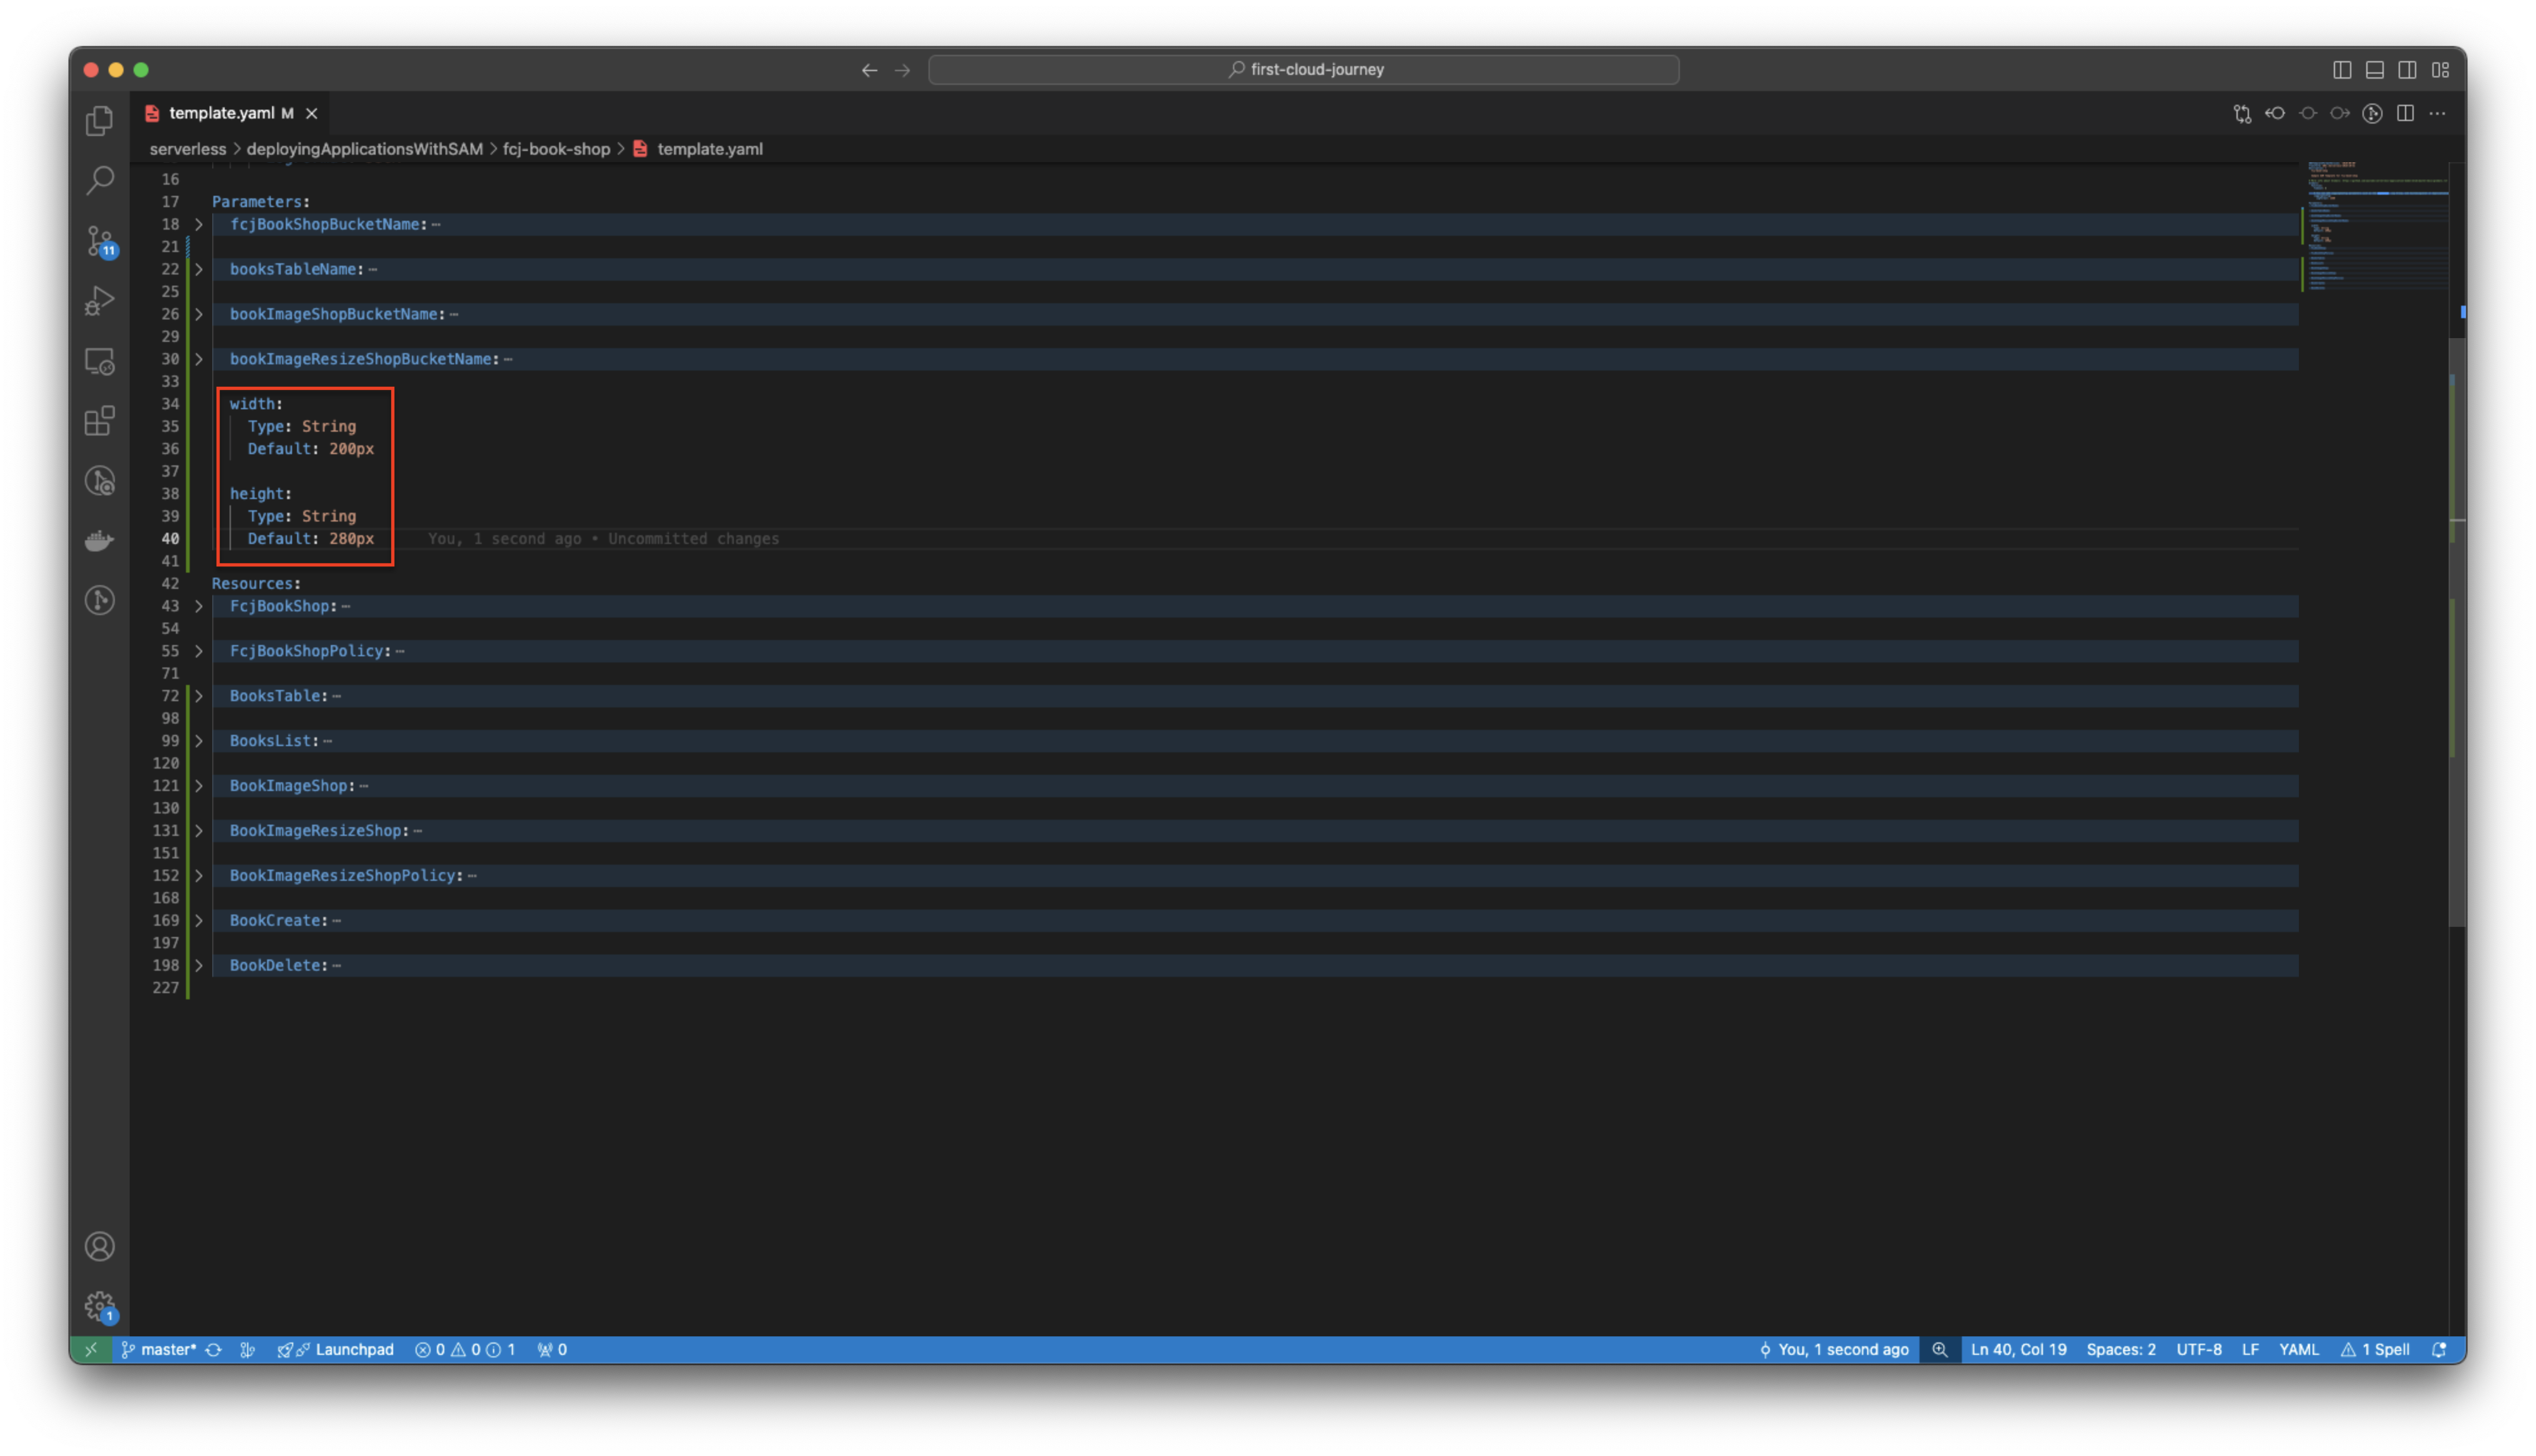 first-cloud-journey
template.yaml M
serverless > deployingApplicationsWithSAM > fcj-book-shop > template.yaml
16
17 Parameters:
18 fcjBookShopBucketName:
21
22 booksTableName:
25
26 bookImageShopBucketName:
29
30 bookImageResizeShopBucketName:
33
34 width:
35 Type: String
36 Default: 200px
37
38 height:
39 Type: String
40 Default: 280px You, 1 second ago • Uncommitted changes
41
42 Resources:
43 FcjBookShop:
54
55 FcjBookShopPolicy:
71
72 BooksTable:
98
99 BooksList:
120
121 BookImageShop:
130
131 BookImageResizeShop:
151
152 BookImageResizeShopPolicy:
168
169 BookCreate:
197
198 BookDelete:
227
11
1
master* Launchpad 0 0 1 0 You, 1 second ago Ln 40, Col 19 Spaces: 2 UTF-8 LF YAML 1 Spell